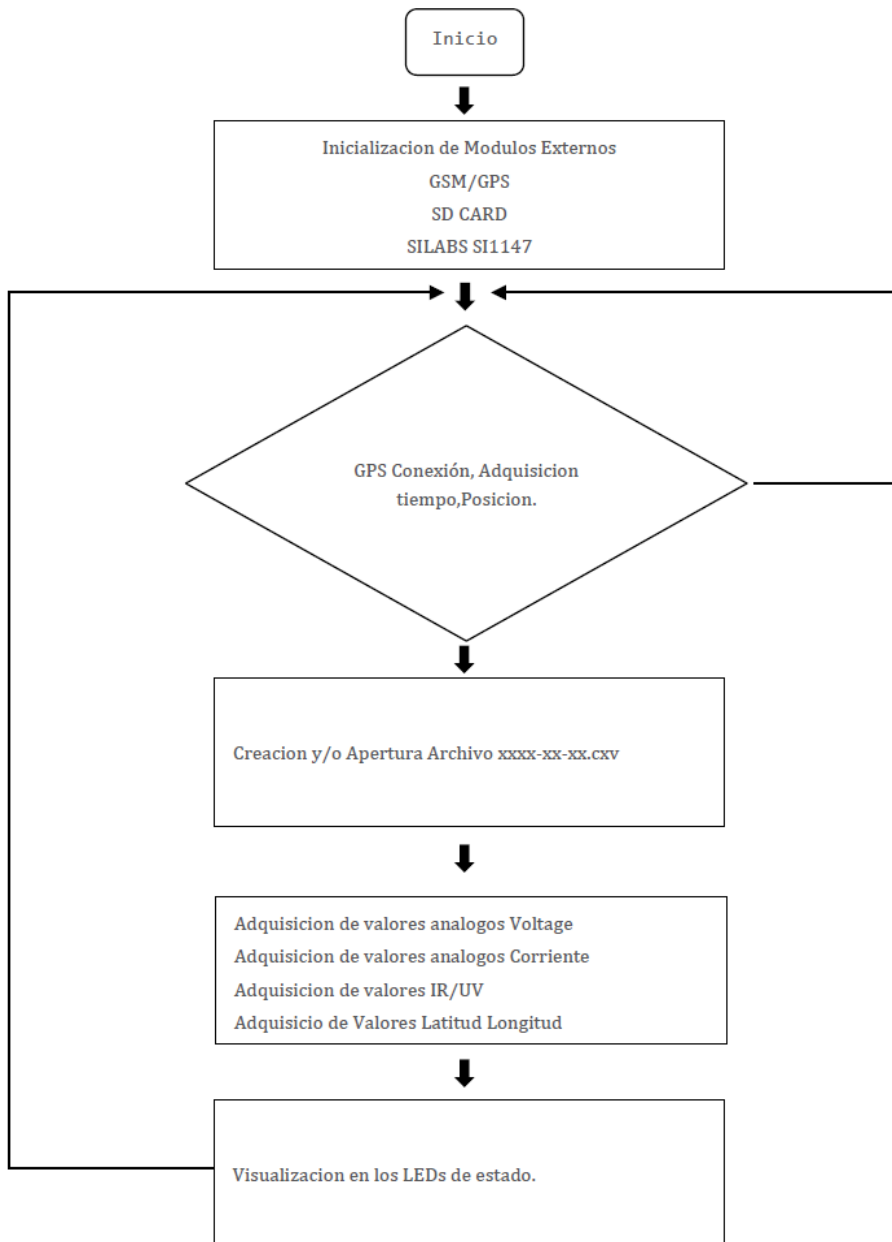 Inicio
Inicializacion de Modulos Externos
GSM/GPS
SD CARD
SILABS SI1147
GPS Conexión, Adquisicion
tiempo,Posicion.
Creacion y/o Apertura Archivo xxxx-xx-xx.cxv
Adquisicion de valores analogos Voltage
Adquisicion de valores analogos Corriente
Adquisicion de valores IR/UV
Adquisicio de Valores Latitud Longitud
Visualizacion en los LEDs de estado.